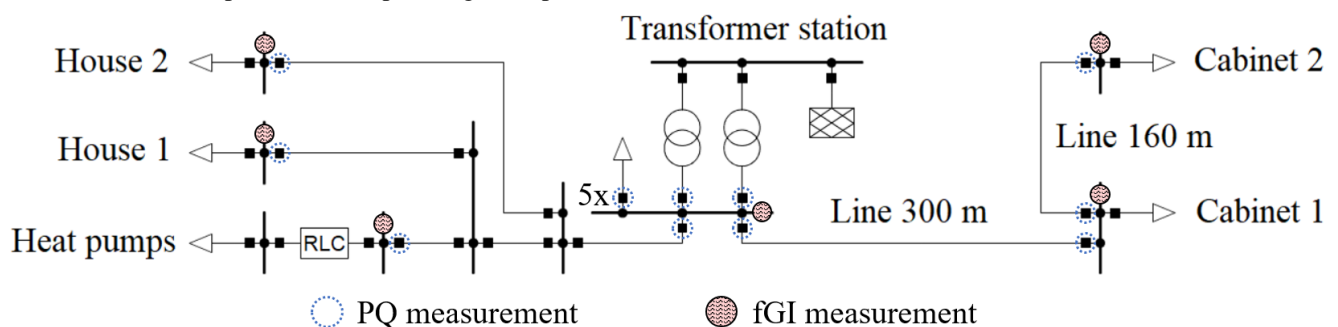 Transformer station
House 2
Cabinet 2
House 1
Line 160 m
5x
Line 300 m
Cabinet 1
Heat pumps
RLC
PQ measurement
fGI measurement